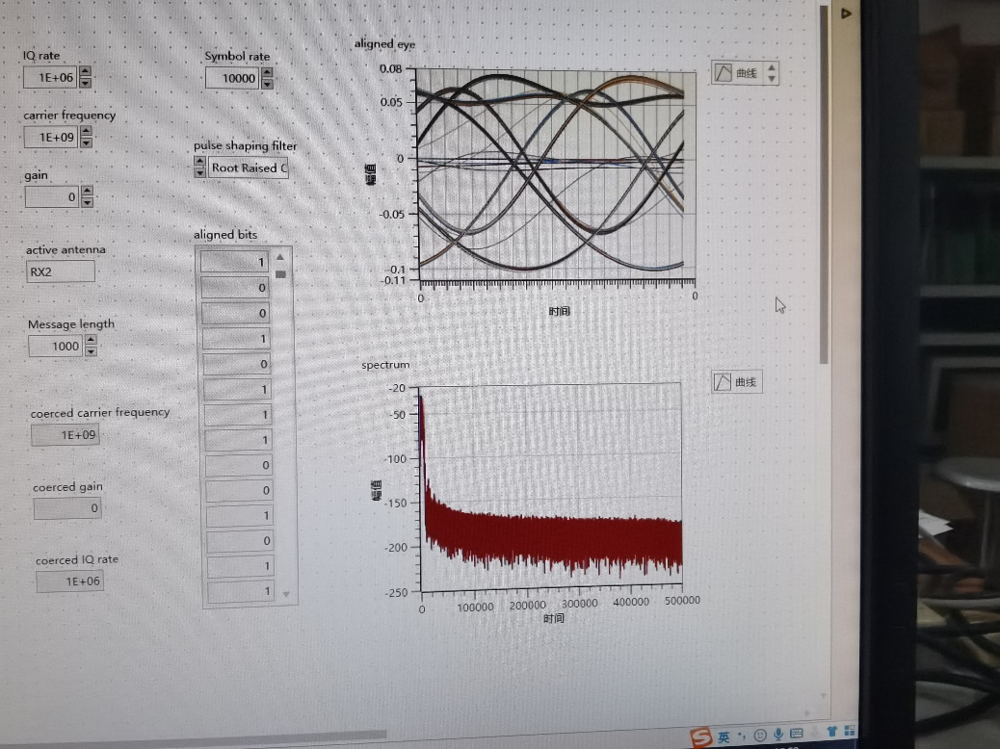 IQ rate
1E+06
carrier frequency
1E+09
gain
0
active antenna
RX2
Message length
1000
coerced carrier frequency
1E+09
coerced gain
0
coerced IQ rate
1E+06
Symbol rate
10000
pulse shaping filter
Root Raised C
aligned bits
1
0
0
1
0
1
1
1
0
0
1
0
1
1
aligned eye
曲线
0.08
0.05
0
-0.05
-0.1
-0.11
幅值
0
0
时间
spectrum
曲线
-20
-50
-100
-150
-200
-250
幅值
0
100000
200000
300000
400000
500000
时间
S 英